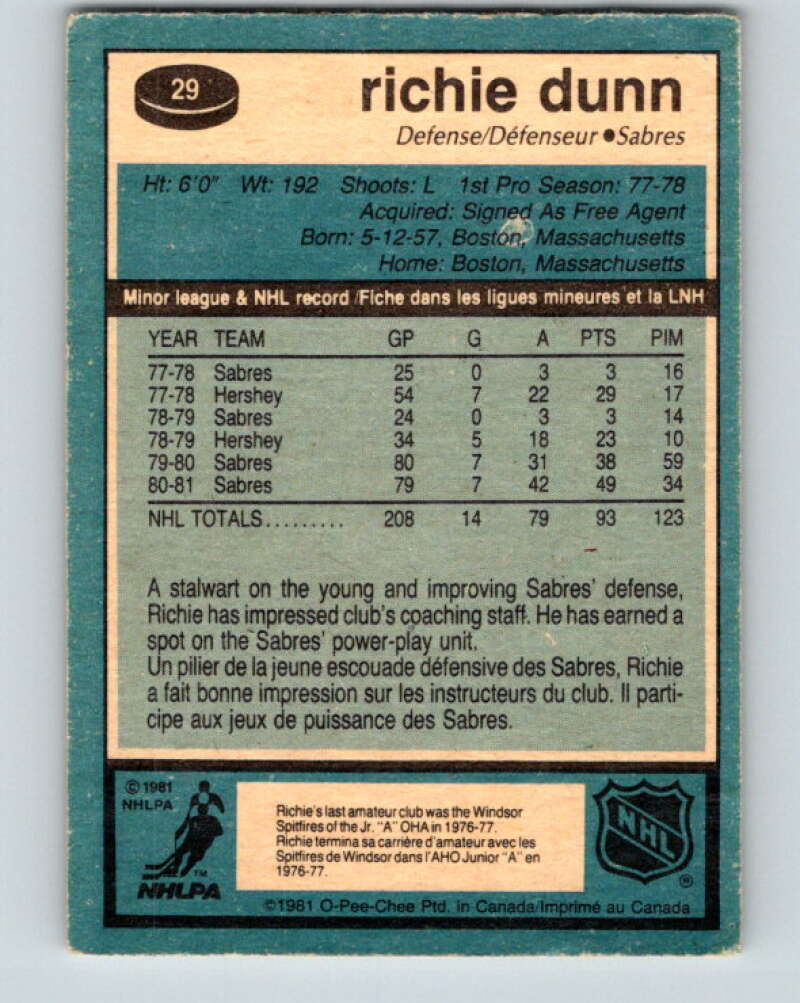 29
richie dunn
Defense/Défenseur ●Sabres
Ht: 6'0" Wt: 192 Shoots: L 1st Pro Season: 77-78
Acquired: Signed As Free Agent
Born: 5-12-57, Boston, Massachusetts
Home: Boston, Massachusetts
Minor league & NHL record /Fiche dans les ligues mineures et la LNH
YEAR TEAM GP G A PTS PIM
77-78 Sabres 25 0 3 3 16
77-78 Hershey 54 7 22 29 17
78-79 Sabres 24 0 3 3 14
78-79 Hershey 34 5 18 23 10
79-80 Sabres 80 7 31 38 59
80-81 Sabres 79 7 42 49 34
NHL TOTALS......... 208 14 79 93 123
A stalwart on the young and improving Sabres' defense,
Richie has impressed club's coaching staff. He has earned a
spot on the Sabres' power-play unit.
Un pilier de la jeune escouade défensive des Sabres, Richie
a fait bonne impression sur les instructeurs du club. Il parti-
cipe aux jeux de puissance des Sabres.
©1981
NHLPA
TM
NHLPA
Richie's last amateur club was the Windsor
Spitfires of the Jr. "A" OHA in 1976-77.
Richie termina sa carrière d'amateur avec les
Spitfires de Windsor dans l'AHO Junior "A" en
1976-77.
NHL
®
©1981 O-Pee-Chee Ptd. in Canada/Imprimé au Canada